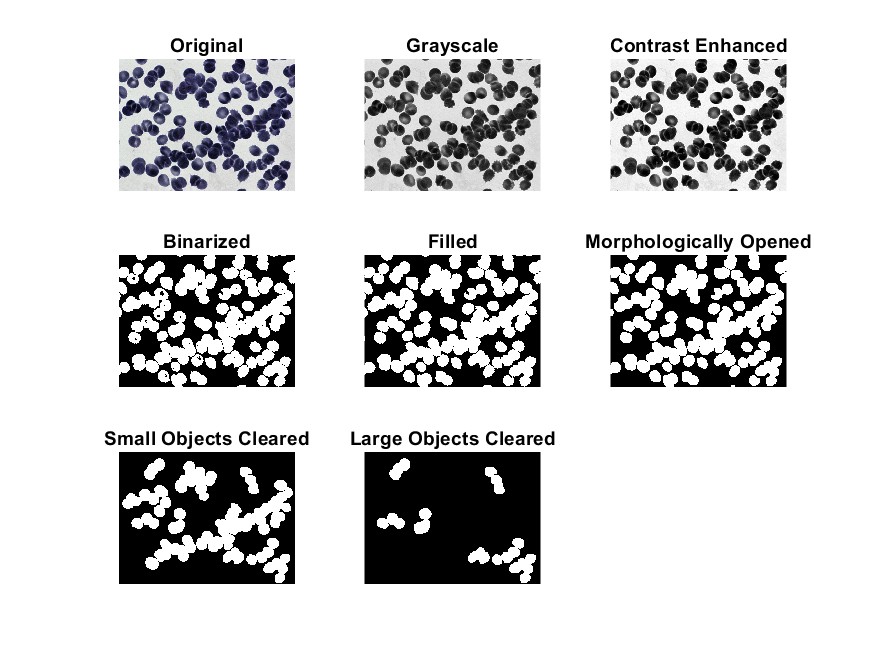 Original
Grayscale
Contrast Enhanced
Binarized
Filled
Morphologically Opened
Small Objects Cleared
Large Objects Cleared